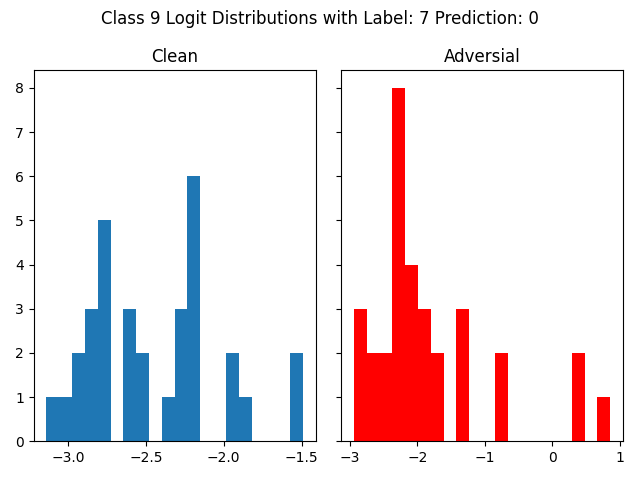 Class 9 Logit Distributions with Label: 7 Prediction: 0
Clean
Adversial
8
7
6
5
4
3
2
1
0
−3.0 −2.5 −2.0 −1.5
−3 −2 −1 0 1